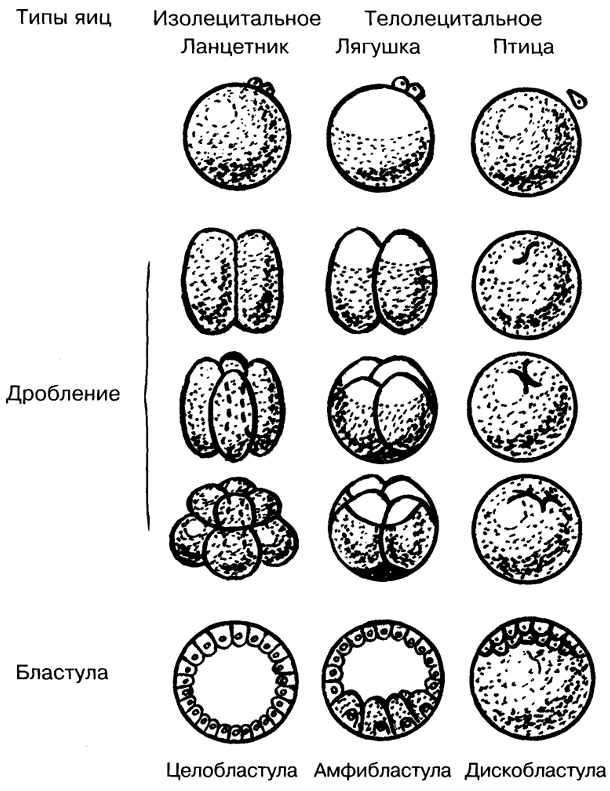 Типы яиц Изолецитальное Телолецитальное
Ланцетник Лягушка Птица
Дробление
Бластула
Целобластула Амфибластула Дискобластула